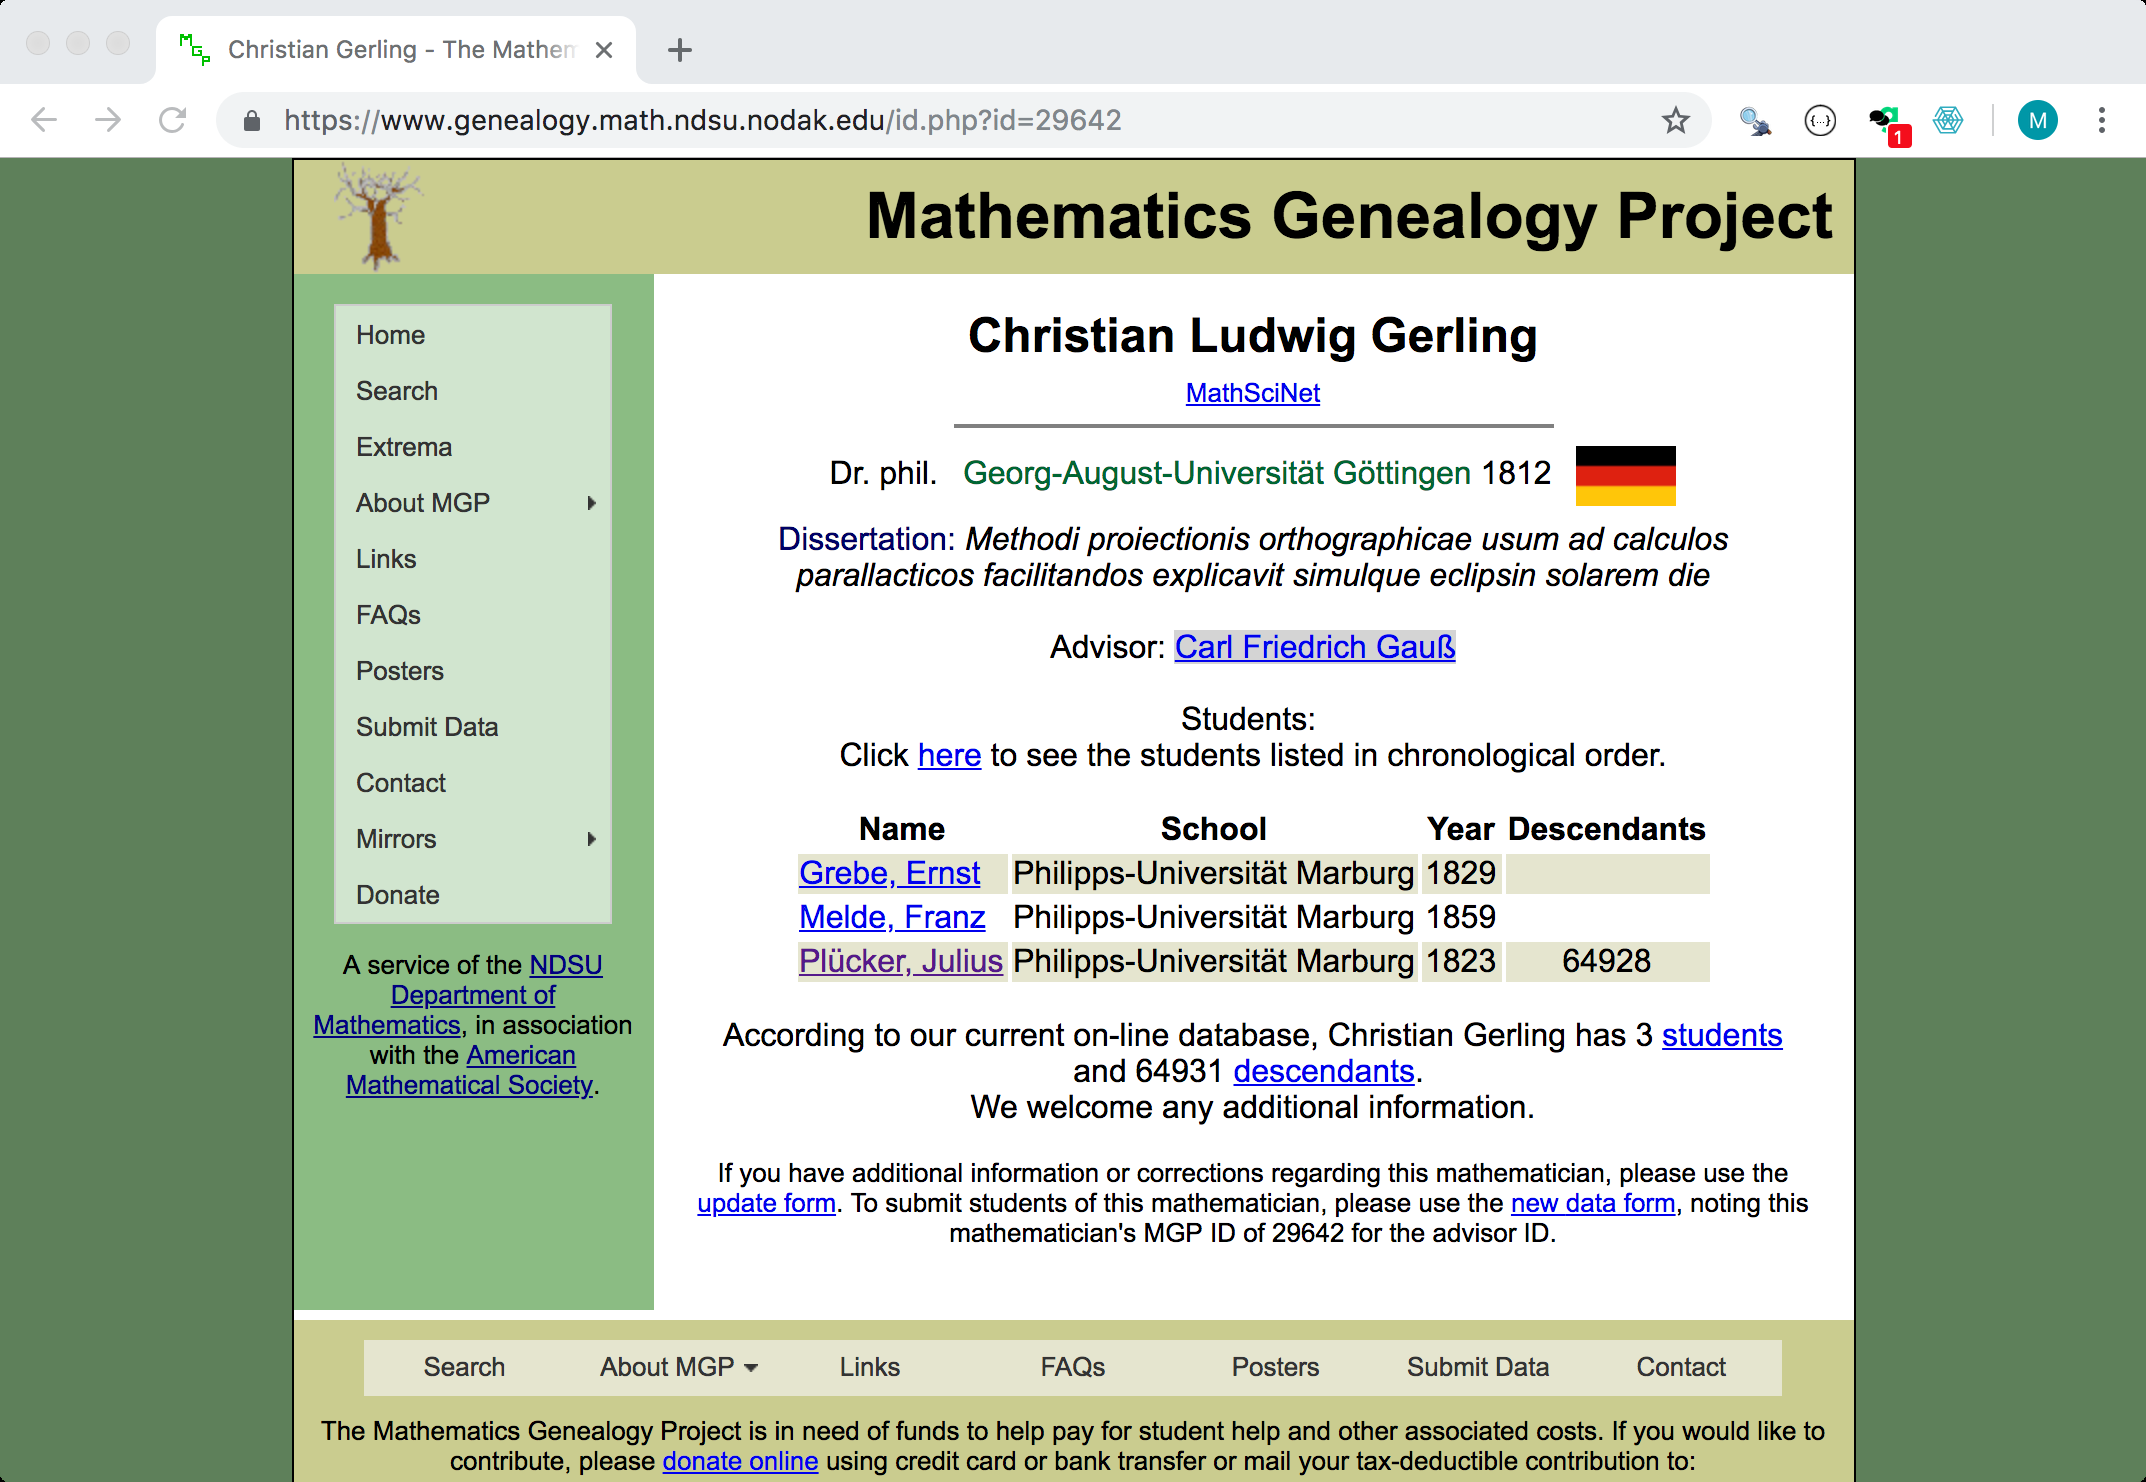 Christian Gerling - The Mathem
https://www.genealogy.math.ndsu.nodak.edu/id.php?id=29642
{...}
1
M
Mathematics Genealogy Project
Home
Search
Extrema
About MGP
Links
FAQs
Posters
Submit Data
Contact
Mirrors
Donate
A service of the NDSU
Department of
Mathematics, in association
with the American
Mathematical Society.
Christian Ludwig Gerling
MathSciNet
Dr. phil. Georg-August-Universität Göttingen 1812
Dissertation: Methodi proiectionis orthographicae usum ad calculos
parallacticos facilitandos explicavit simulque eclipsin solarem die
Advisor: Carl Friedrich Gauß
Students:
Click here to see the students listed in chronological order.
Name School Year Descendants
Grebe, Ernst Philipps-Universität Marburg 1829
Melde, Franz Philipps-Universität Marburg 1859
Plücker, Julius Philipps-Universität Marburg 1823 64928
According to our current on-line database, Christian Gerling has 3 students
and 64931 descendants.
We welcome any additional information.
If you have additional information or corrections regarding this mathematician, please use the
update form. To submit students of this mathematician, please use the new data form, noting this
mathematician's MGP ID of 29642 for the advisor ID.
Search About MGP Links FAQs Posters Submit Data Contact
The Mathematics Genealogy Project is in need of funds to help pay for student help and other associated costs. If you would like to
contribute, please donate online using credit card or bank transfer or mail your tax-deductible contribution to: